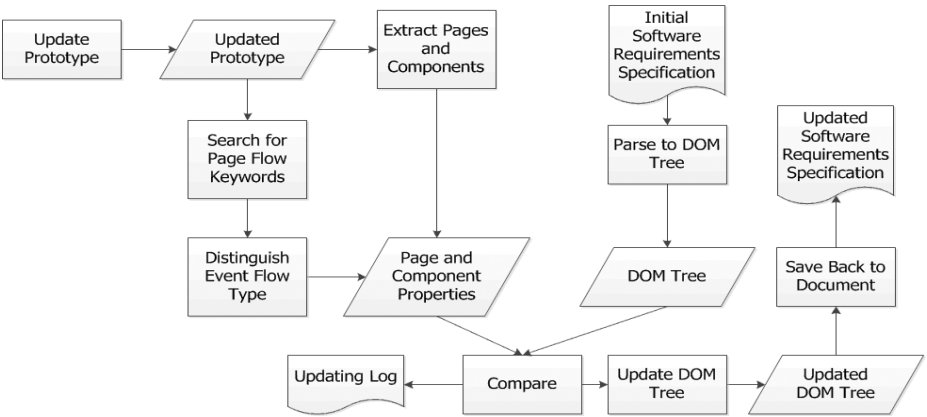 Update
Prototype
Updated
Prototype
Extract Pages
and
Components
Initial
Software
Requirements
Specification
Search for
Page Flow
Keywords
Parse to DOM
Tree
Updated
Software
Requirements
Specification
Distinguish
Event Flow
Type
Page and
Component
Properties
DOM Tree
Save Back to
Document
Updating Log
Compare
Update DOM
Tree
Updated
DOM Tree